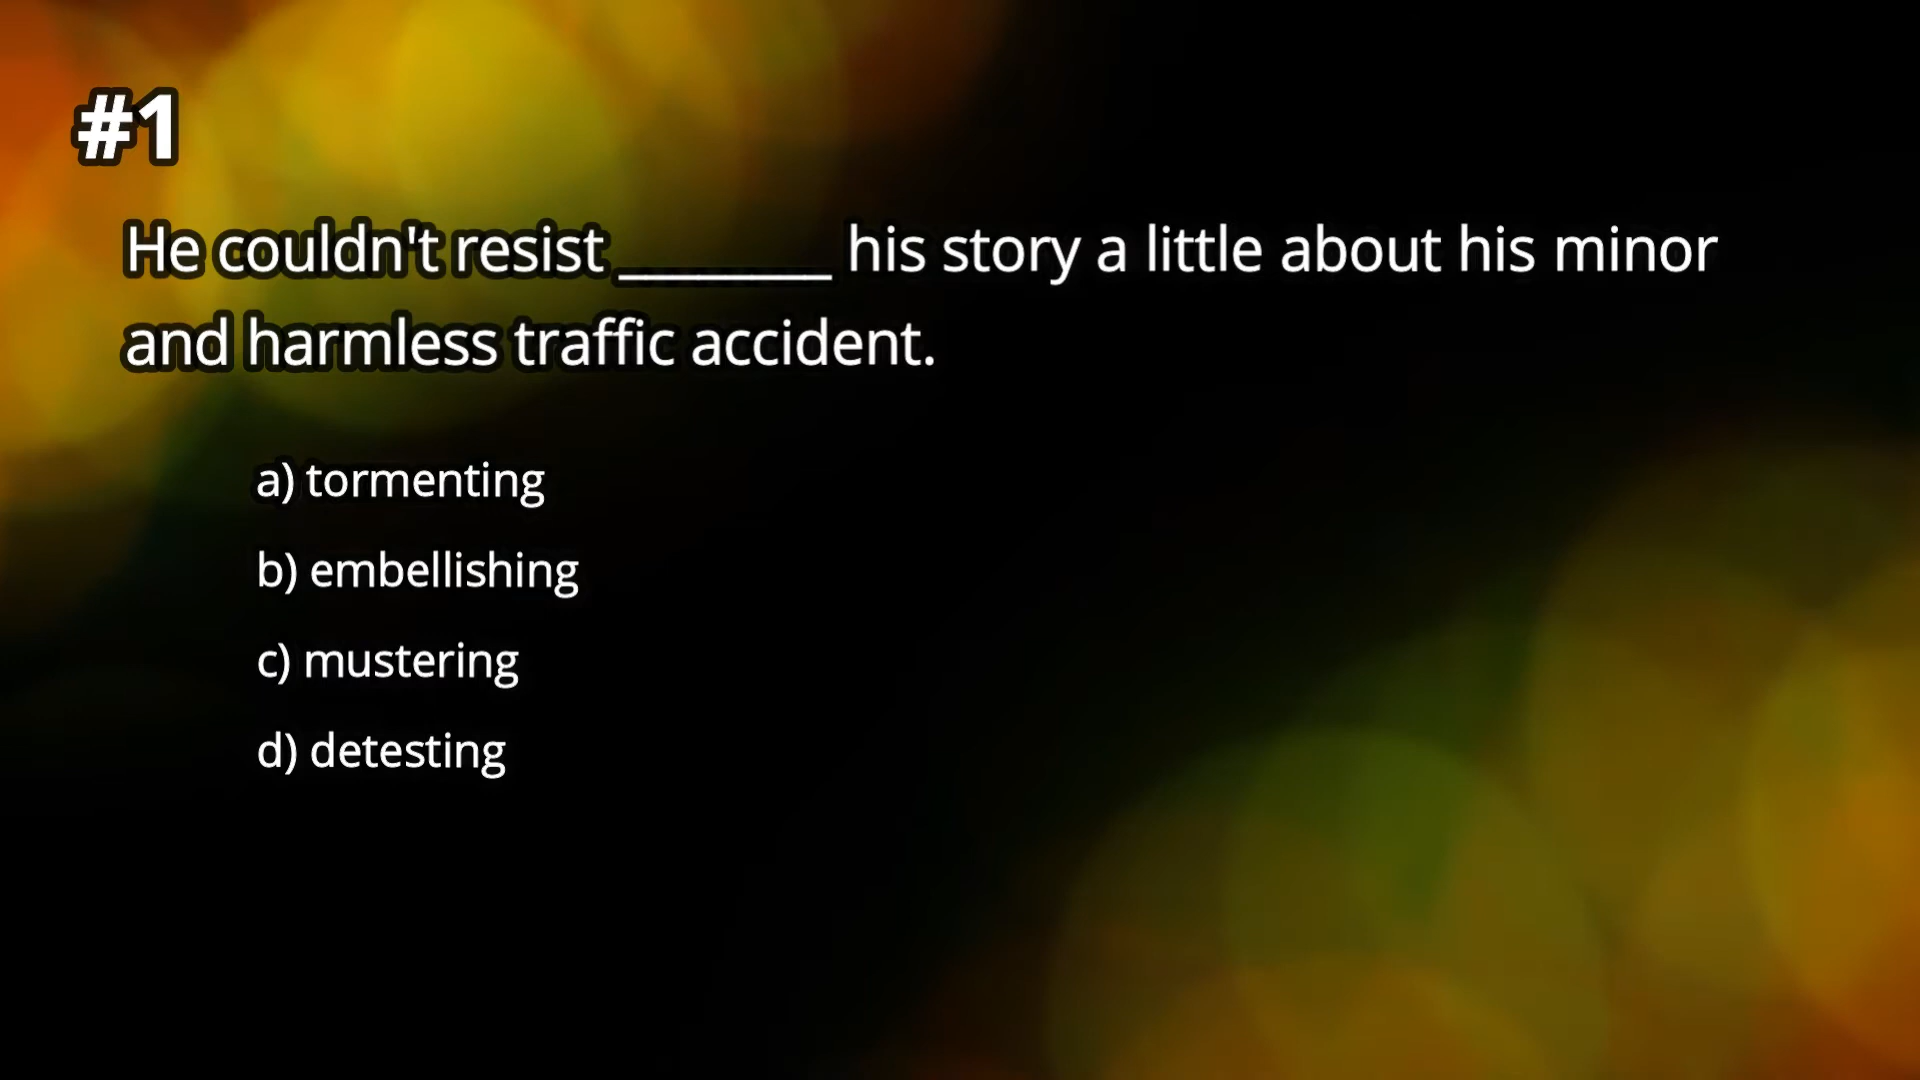 #1
He couldn't resist ________ his story a little about his minor
and harmless traffic accident.
a) tormenting
b) embellishing
c) mustering
d) detesting